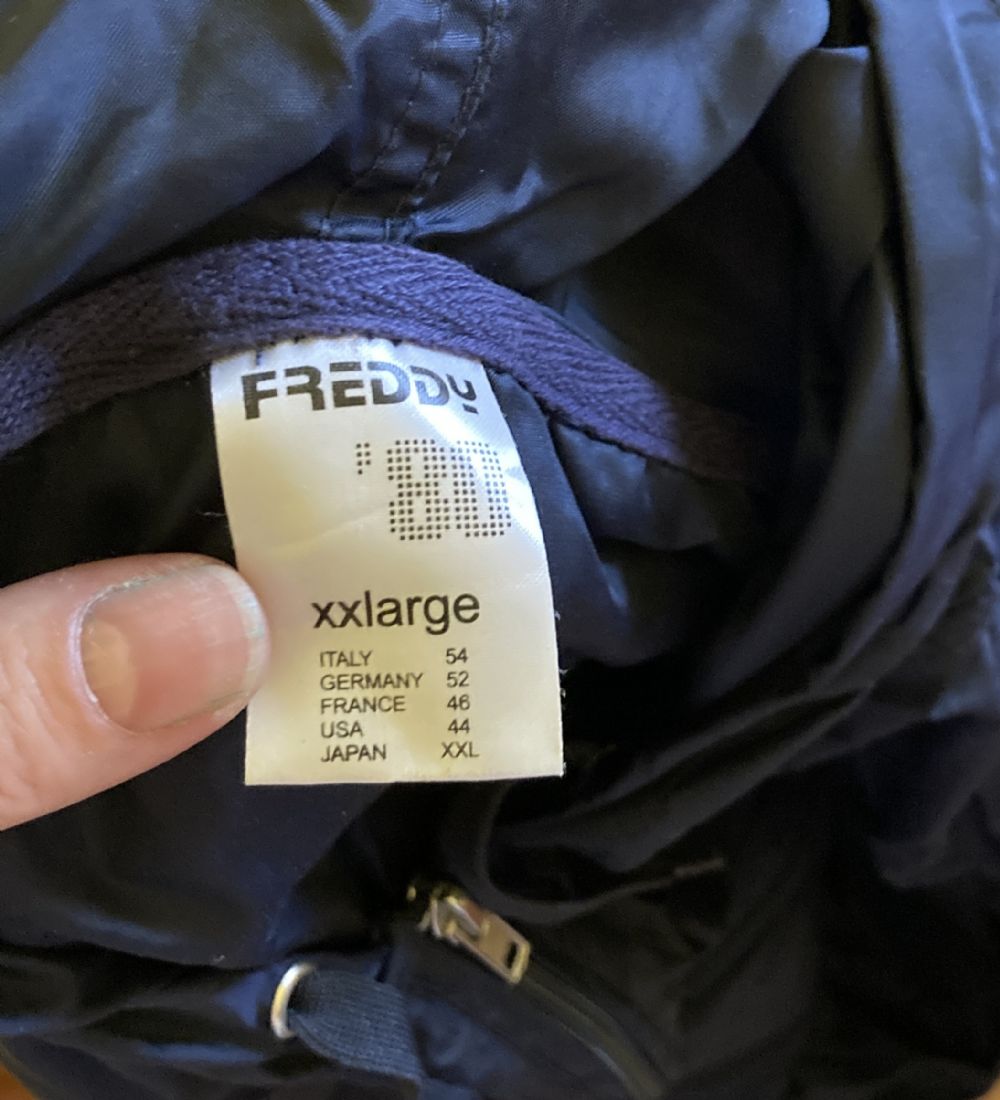 FREDDY
'80
xxlarge
ITALY 54
GERMANY 52
FRANCE 46
USA 44
JAPAN XXL